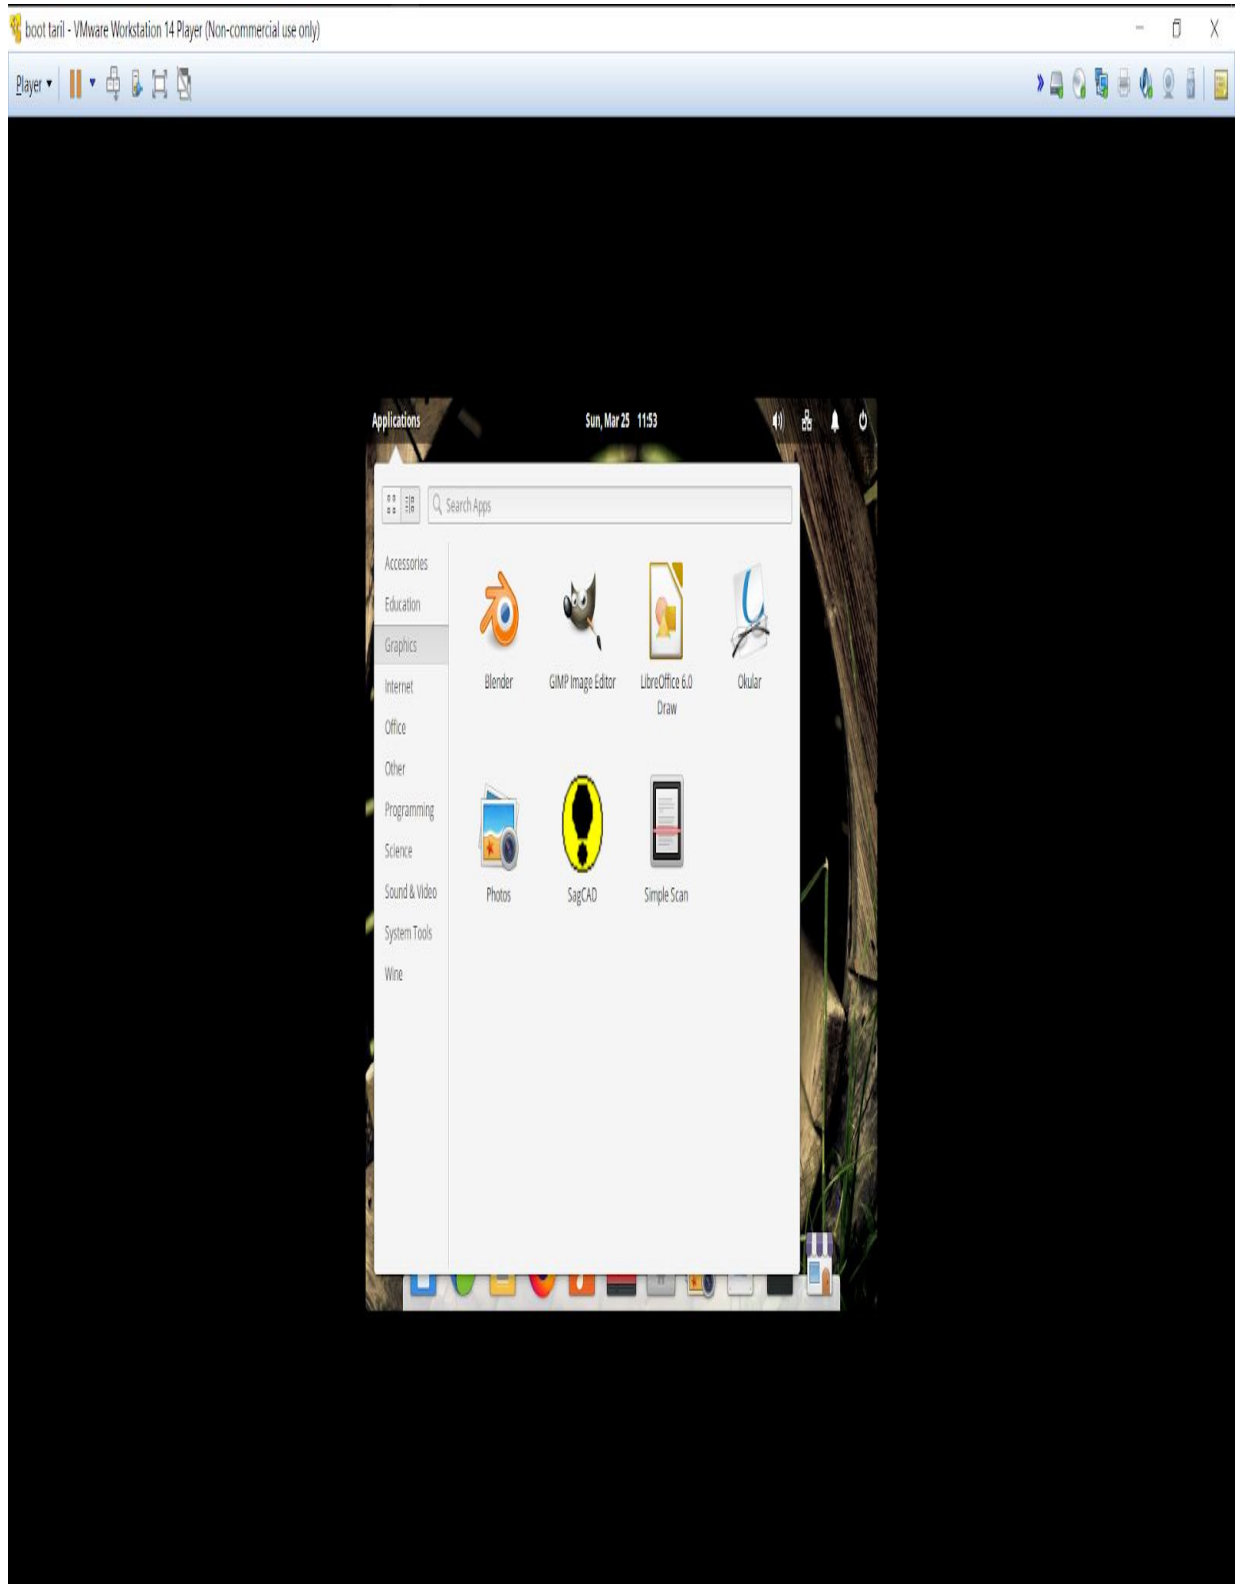 boot taril - VMware Workstation 14 Player (Non-commercial use only)
Player
Applications
Sun, Mar 25 11:53
Search Apps
Accessories
Education
Graphics
Internet
Office
Other
Programming
Science
Sound & Video
System Tools
Wine
Blender
GIMP Image Editor
LibreOffice 6.0
Draw
Okular
Photos
SagCAD
Simple Scan